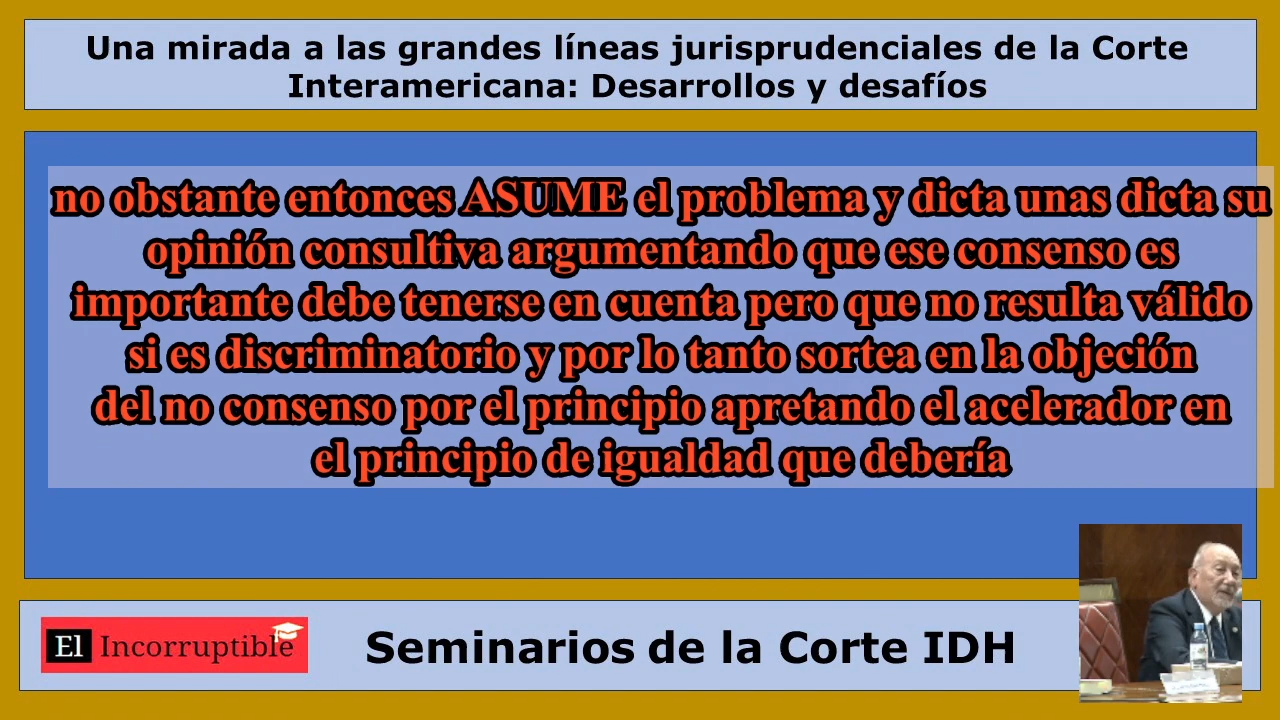 Una mirada a las grandes líneas jurisprudenciales de la Corte
Interamericana: Desarrollos y desafíos
no obstante entonces ASUME el problema y dicta unas dicta su
opinión consultiva argumentando que ese consenso es
importante debe tenerse en cuenta pero que no resulta válido
si es discriminatorio y por lo tanto sortea en la objeción
del no consenso por el principio apretando el acelerador en
el principio de igualdad que debería
El Incorruptible
Seminarios de la Corte IDH